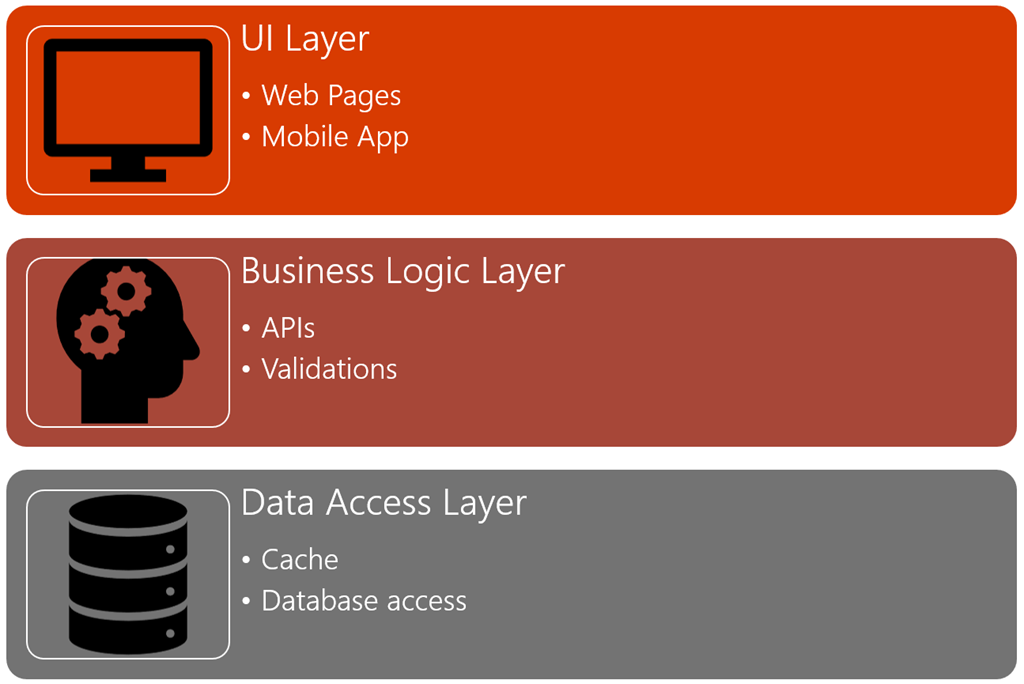 UI Layer
• Web Pages
• Mobile App
Business Logic Layer
• APIs
• Validations
Data Access Layer
• Cache
• Database access